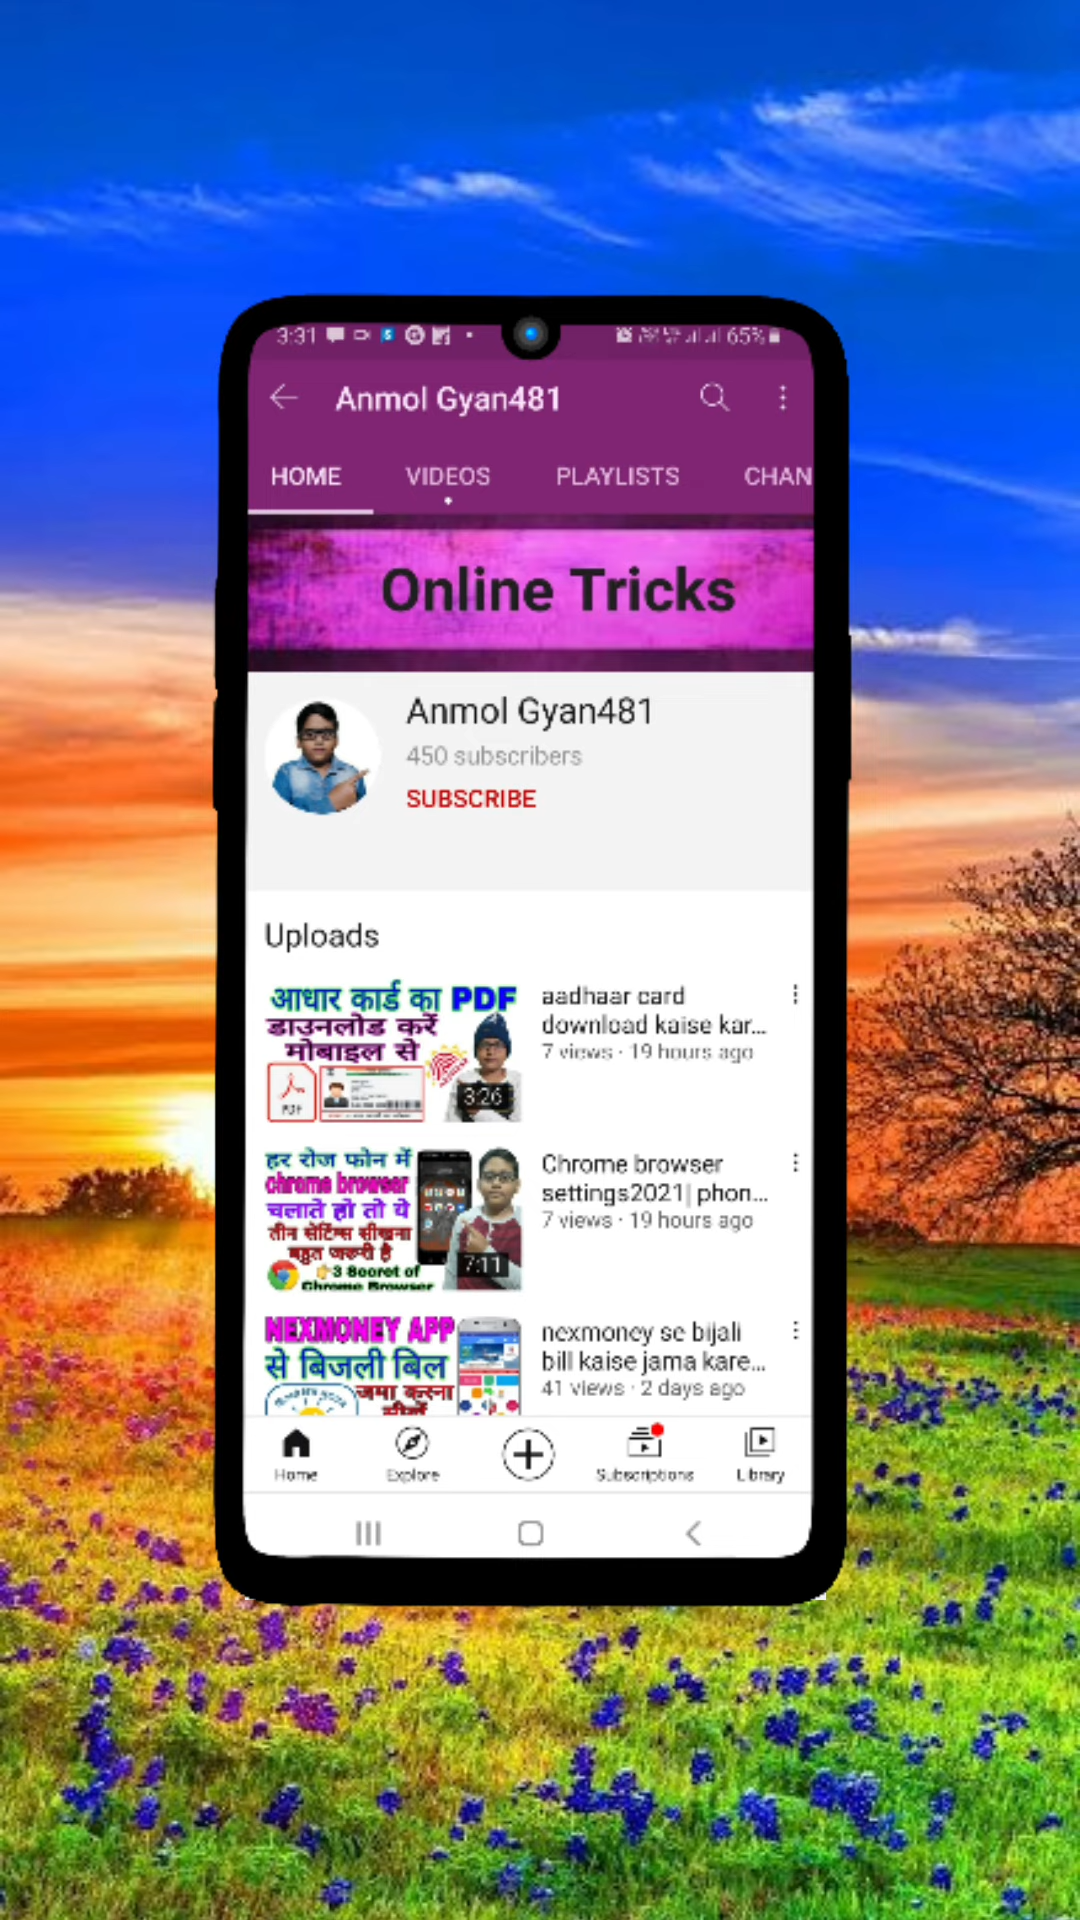 3:31
65%
Anmol Gyan481
HOME VIDEOS PLAYLISTS CHAN
Online Tricks
Anmol Gyan481
450 subscribers
SUBSCRIBE
Uploads
आधार कार्ड का PDF
डाउनलोड करें
मोबाइल से
PDF
3:26
aadhaar card
download kaise kar...
7 views · 19 hours ago
हर रोज फोन में
chrome browser
चलाते हो तो ये
तीन सेटिंग्स सीखना
बहुत जरूरी है
3 Secret of
Chrome Browser
7:11
Chrome browser
settings2021| phon...
7 views · 19 hours ago
NEXMONEY APP
से बिजली बिल
जमा करना
सीखें
nexmoney se bijali
bill kaise jama kare...
41 views · 2 days ago
Home Explore Subscriptions Library